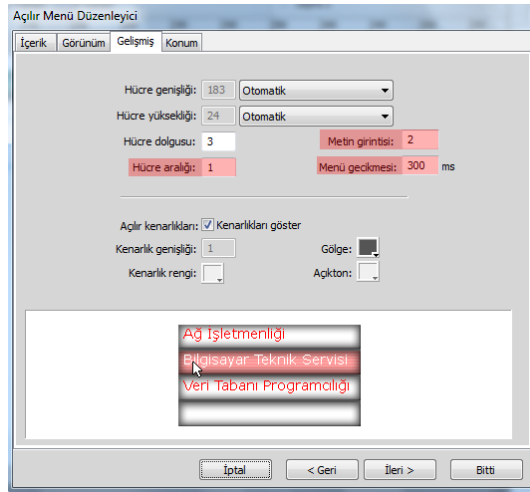 Açılır Menü Düzenleyici
İçerik Görünüm Gelişmiş Konum
Hücre genişliği: 183 Otomatik
Hücre yüksekliği: 24 Otomatik
Hücre dolgusu: 3 Metin girintisi: 2
Hücre aralığı: 1 Menü gecikmesi: 300 ms
Açılır kenarlıkları: Kenarlıkları göster
Kenarlık genişliği: 1 Gölge:
Kenarlık rengi: Açıkton:
Ağ İşletmenliği
Bilgisayar Teknik Servisi
Veri Tabanı Programcılığı
İptal < Geri İleri > Bitti